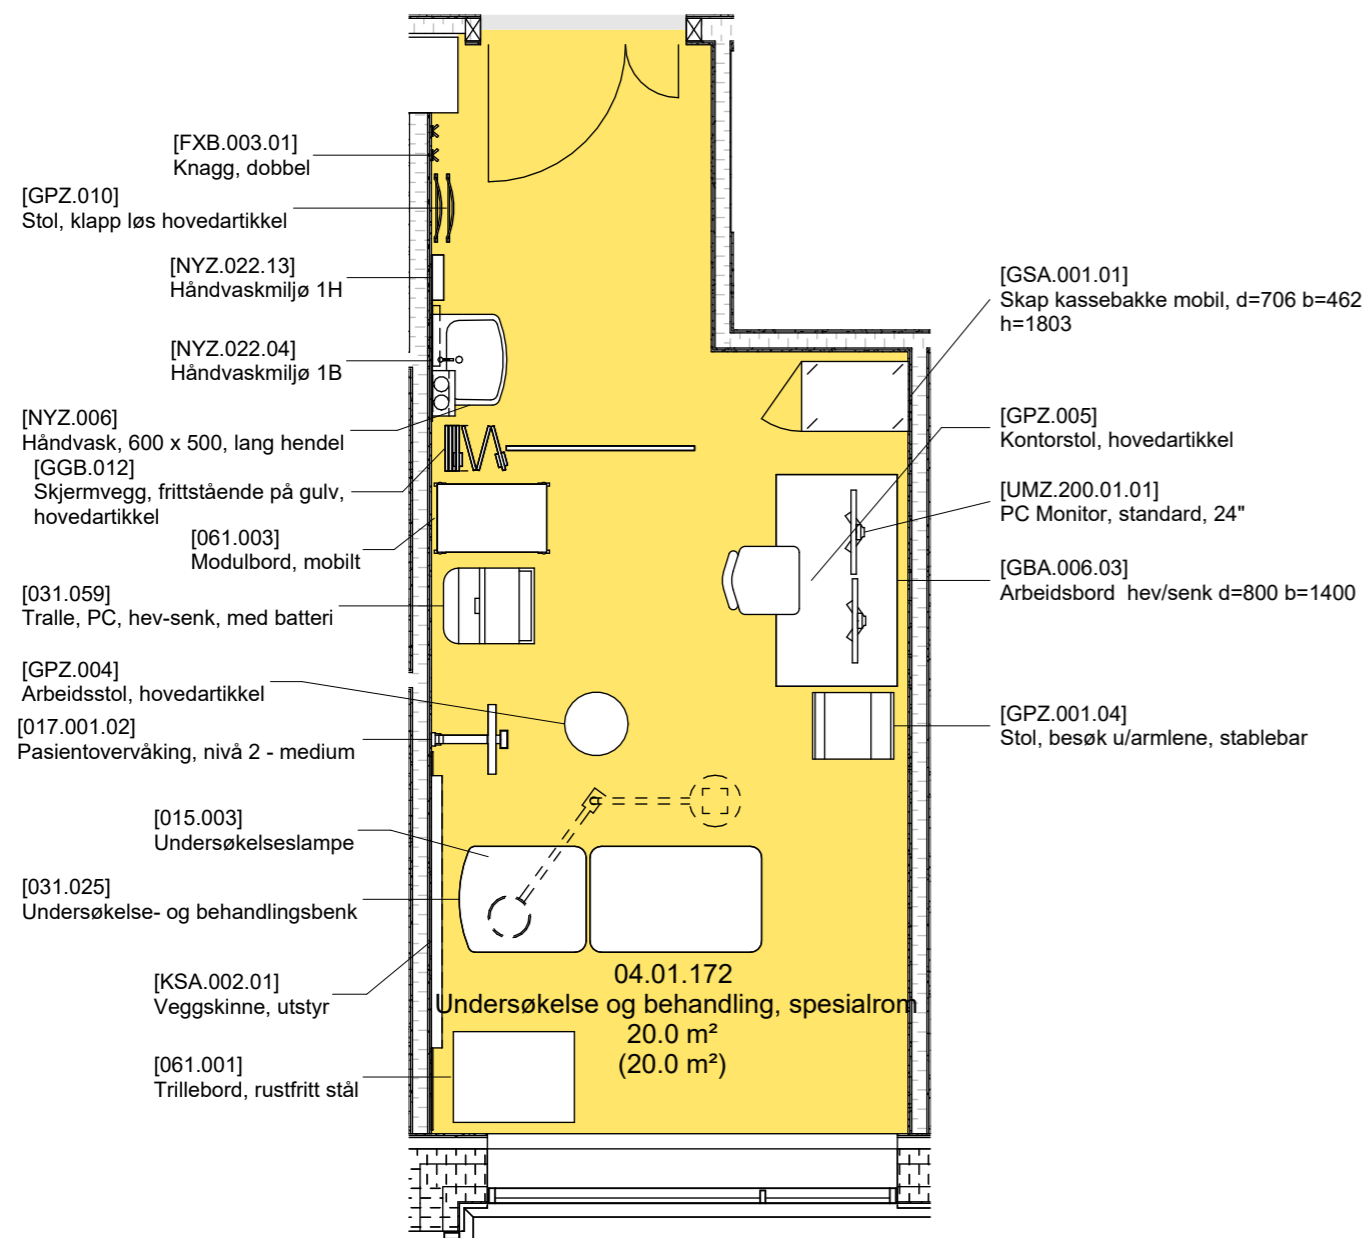 [FXB.003.01]
Knagg, dobbel
[GPZ.010]
Stol, klapp løs hovedartikkel
[NYZ.022.13]
Håndvaskmiljø 1H
[NYZ.022.04]
Håndvaskmiljø 1B
[NYZ.006]
Håndvask, 600 x 500, lang hendel
[GGB.012]
Skjermvegg, frittstående på gulv,
hovedartikkel
[061.003]
Modulbord, mobilt
[031.059]
Tralle, PC, hev-senk, med batteri
[GPZ.004]
Arbeidsstol, hovedartikkel
[017.001.02]
Pasientovervåking, nivå 2 - medium
[015.003]
Undersøkelseslampe
[031.025]
Undersøkelse- og behandlingsbenk
[KSA.002.01]
Veggskinne, utstyr
[061.001]
Trillebord, rustfritt stål
04.01.172
Undersøkelse og behandling, spesialrom
20.0 m²
(20.0 m²)
[GSA.001.01]
Skap kassebakke mobil, d=706 b=462
h=1803
[GPZ.005]
Kontorstol, hovedartikkel
[UMZ.200.01.01]
PC Monitor, standard, 24"
[GBA.006.03]
Arbeidsbord  hev/senk d=800 b=1400
[GPZ.001.04]
Stol, besøk u/armlene, stablebar